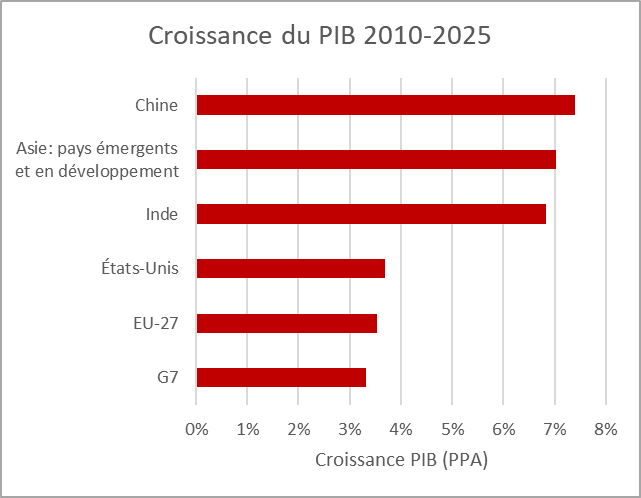 Croissance du PIB 2010-2025
Chine
Asie: pays émergents
et en développement
Inde
États-Unis
EU-27
G7
0% 1% 2% 3% 4% 5% 6% 7% 8%
Croissance PIB (PPA)